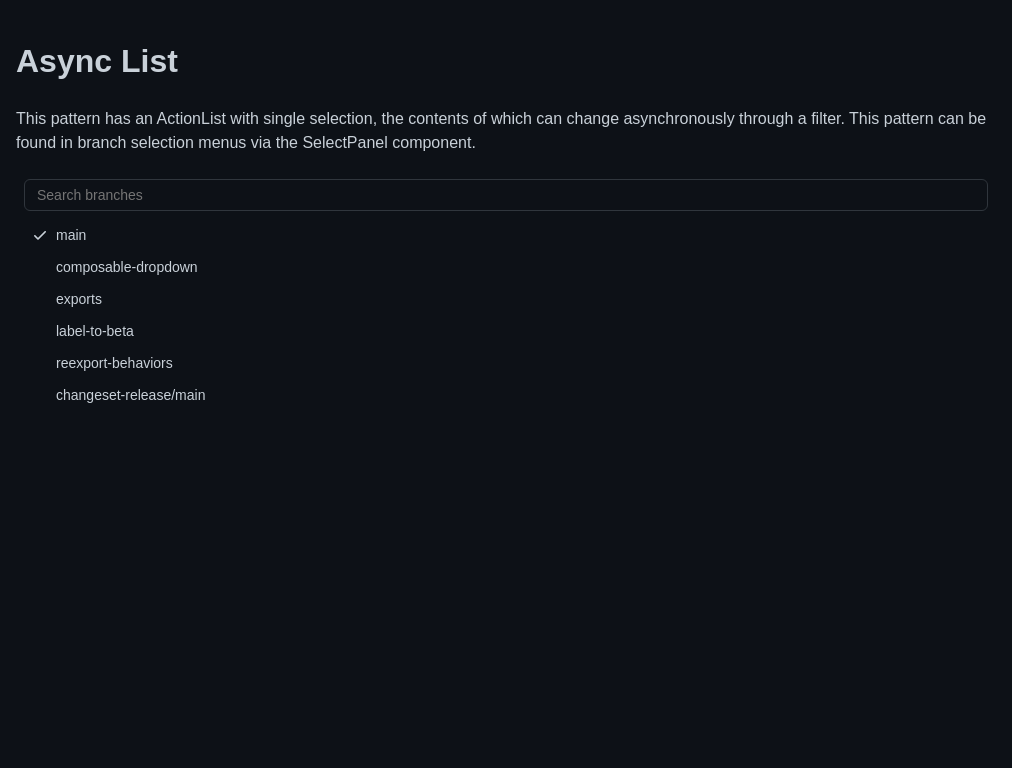 Async List
This pattern has an ActionList with single selection, the contents of which can change asynchronously through a filter. This pattern can be
found in branch selection menus via the SelectPanel component.
Search branches
main
composable-dropdown
exports
label-to-beta
reexport-behaviors
changeset-release/main